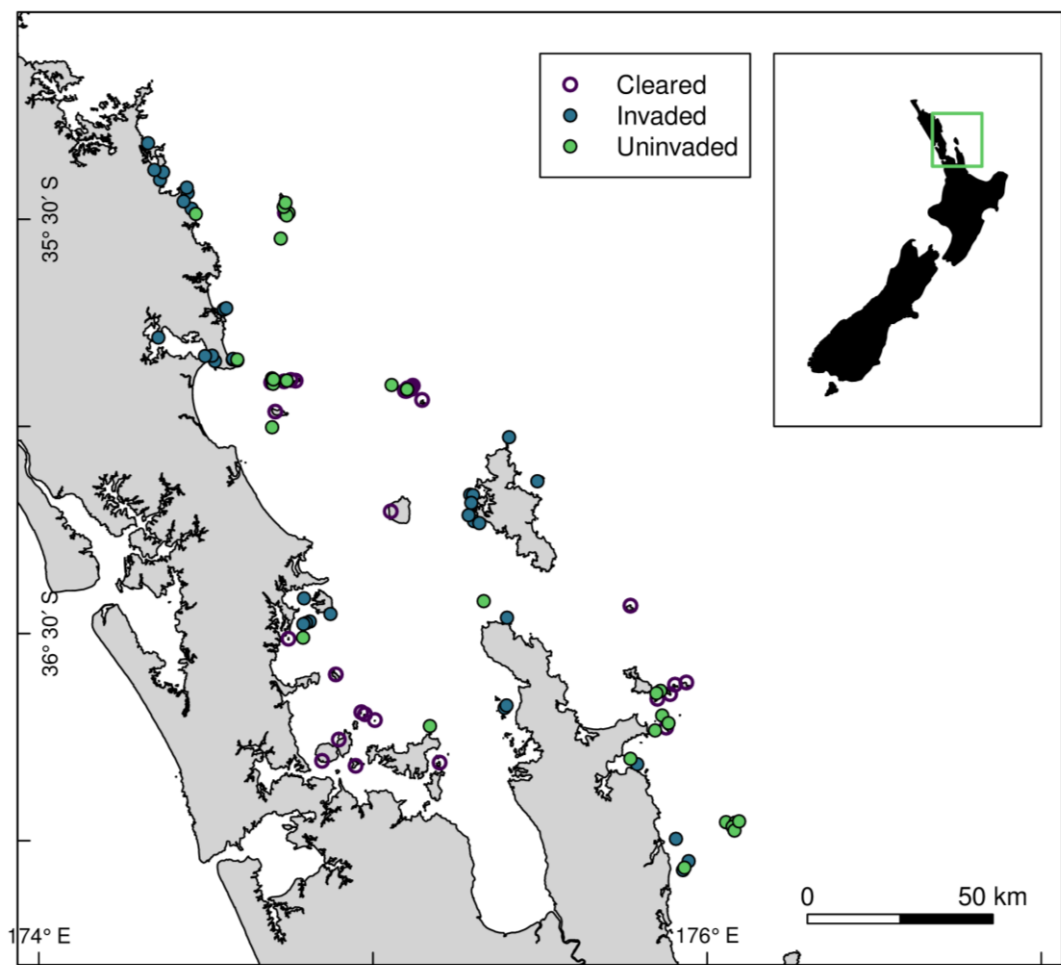 Cleared
Invaded
Uninvaded
35° 30′ S
36° 30′ S
0 50 km
174° E
176° E